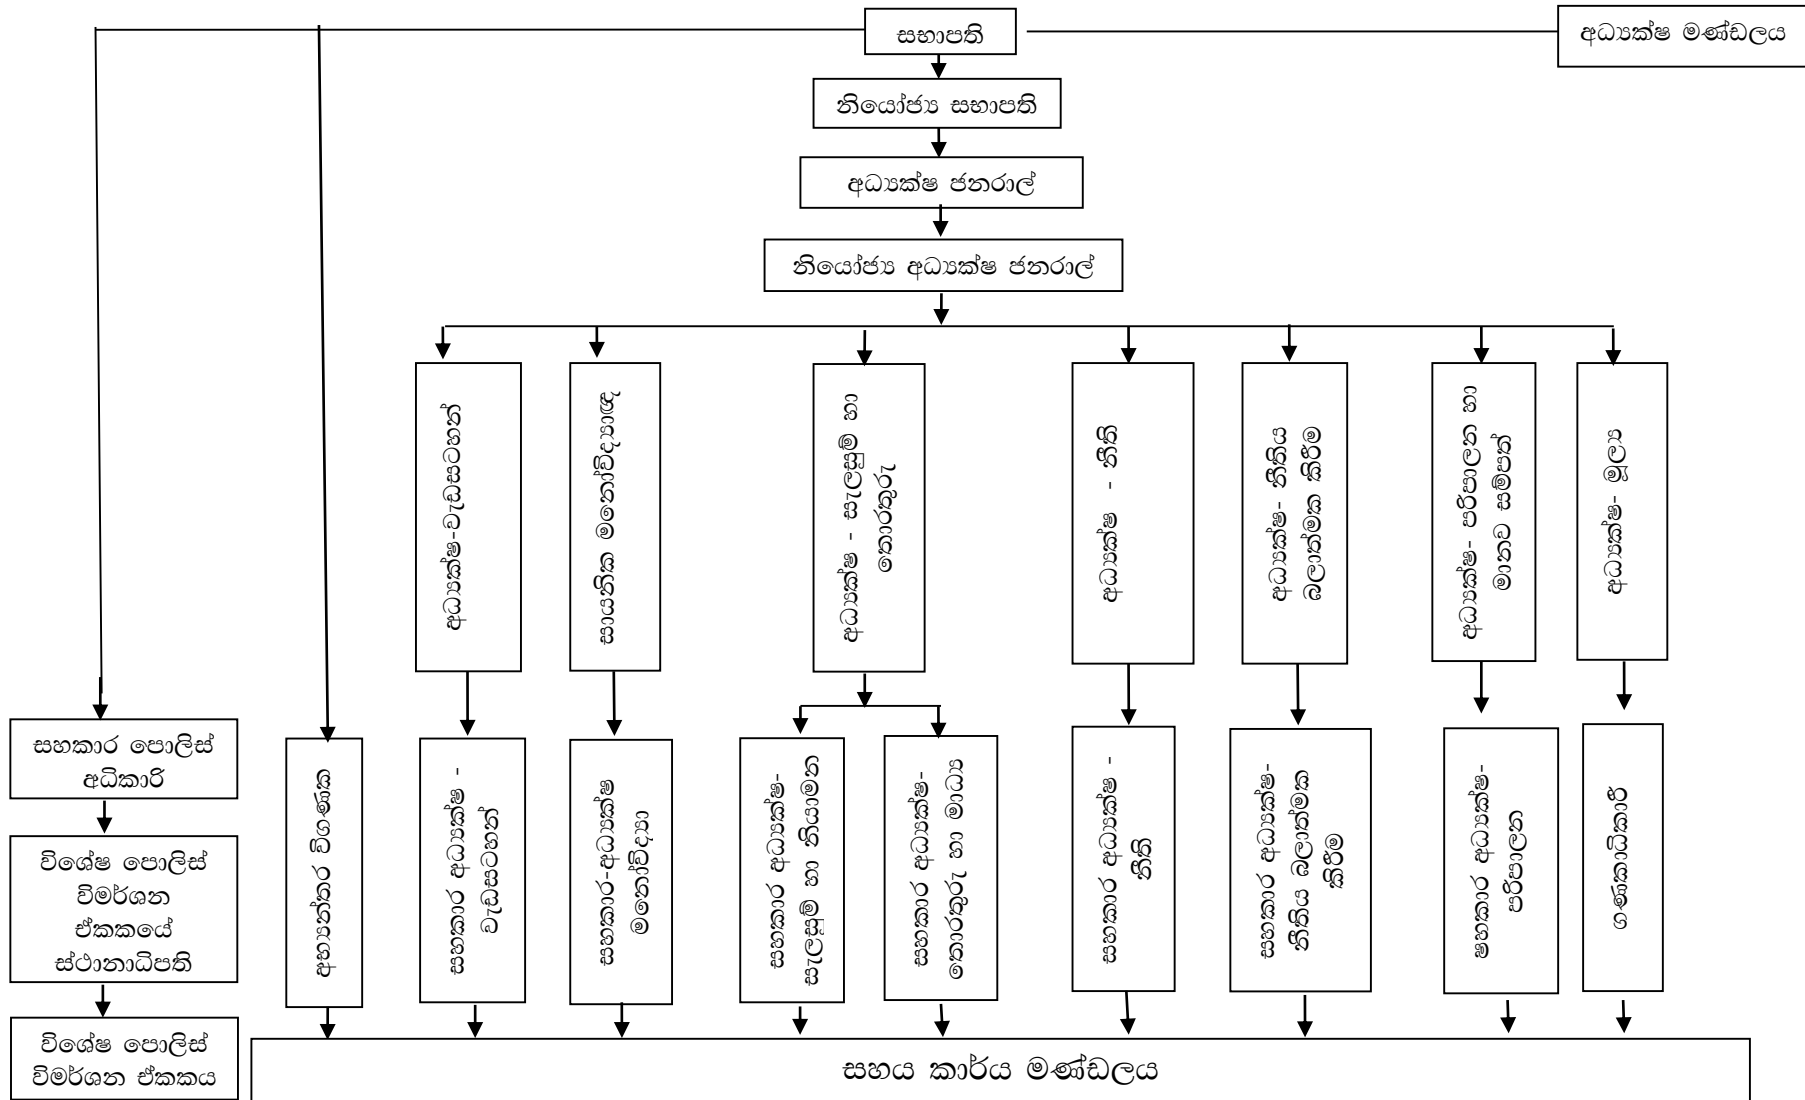 සභාපති
අධ්‍යක්ෂ මණ්ඩලය
නියෝජ්‍ය සභාපති
අධ්‍යක්ෂ ජනරාල්
නියෝජ්‍ය අධ්‍යක්ෂ ජනරාල්
අධ්‍යක්ෂ-වැඩසටහන්
සායනික මනෝවිද්‍යාඥ
අධ්‍යක්ෂ - සැලසුම් හා
තොරතුරු
අධ්‍යක්ෂ - නීති
අධ්‍යක්ෂ- නීතිය
බලාත්මක කිරීම
අධ්‍යක්ෂ- පරිපාලන හා
මානව සම්පත්
අධ්‍යක්ෂ- මූල්‍ය
සහකාර පොලිස්
අධිකාරි
විශේෂ පොලිස්
විමර්ශන
ඒකකයේ
ස්ථානාධිපති
විශේෂ පොලිස්
විමර්ශන ඒකකය
අභ්‍යන්තර විගණක
සහකාර අධ්‍යක්ෂ -
වැඩසටහන්
සහකාර-අධ්‍යක්ෂ
මනෝවිද්‍යා
සහකාර අධ්‍යක්ෂ-
සැලසුම් හා නියාමන
සහකාර අධ්‍යක්ෂ-
තොරතුරු හා මාධ්‍ය
සහකාර අධ්‍යක්ෂ -
නීති
සහකාර අධ්‍යක්ෂ-
නීතිය බලාත්මක
කිරීම
සහකාර අධ්‍යක්ෂ-
පරිපාලන
ගණකාධිකාරී
සහය කාර්ය මණ්ඩලය